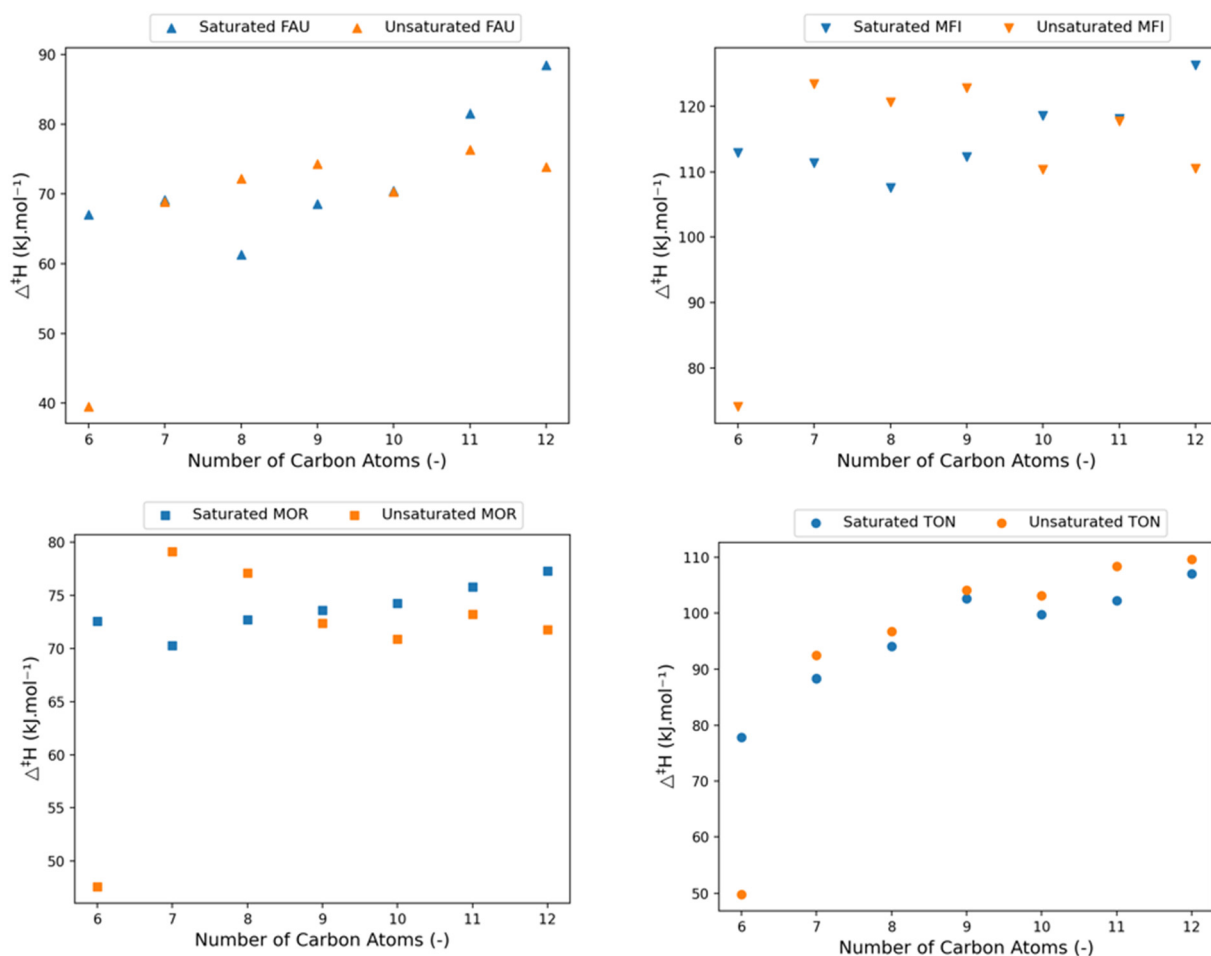 Saturated FAU Unsaturated FAU
90
80
70
60
50
40
△‡H (kJ.mol⁻¹)
6 7 8 9 10 11 12
Number of Carbon Atoms (-)
Saturated MFI Unsaturated MFI
120
110
100
90
80
△‡H (kJ.mol⁻¹)
6 7 8 9 10 11 12
Number of Carbon Atoms (-)
Saturated MOR Unsaturated MOR
80
75
70
65
60
55
50
△‡H (kJ.mol⁻¹)
6 7 8 9 10 11 12
Number of Carbon Atoms (-)
Saturated TON Unsaturated TON
110
100
90
80
70
60
50
△‡H (kJ.mol⁻¹)
6 7 8 9 10 11 12
Number of Carbon Atoms (-)